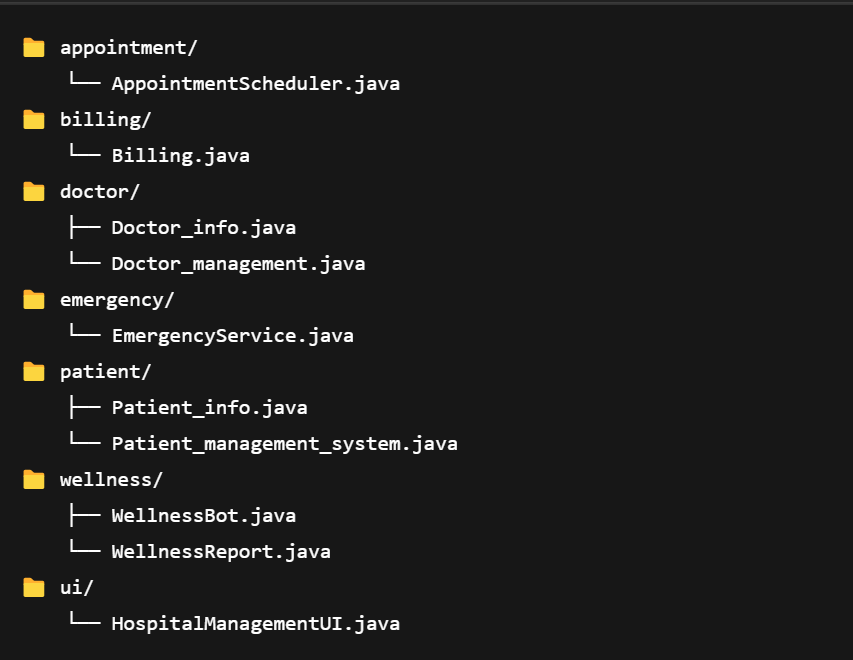 appointment/
└── AppointmentScheduler.java
billing/
└── Billing.java
doctor/
├── Doctor_info.java
└── Doctor_management.java
emergency/
└── EmergencyService.java
patient/
├── Patient_info.java
└── Patient_management_system.java
wellness/
├── WellnessBot.java
└── WellnessReport.java
ui/
└── HospitalManagementUI.java